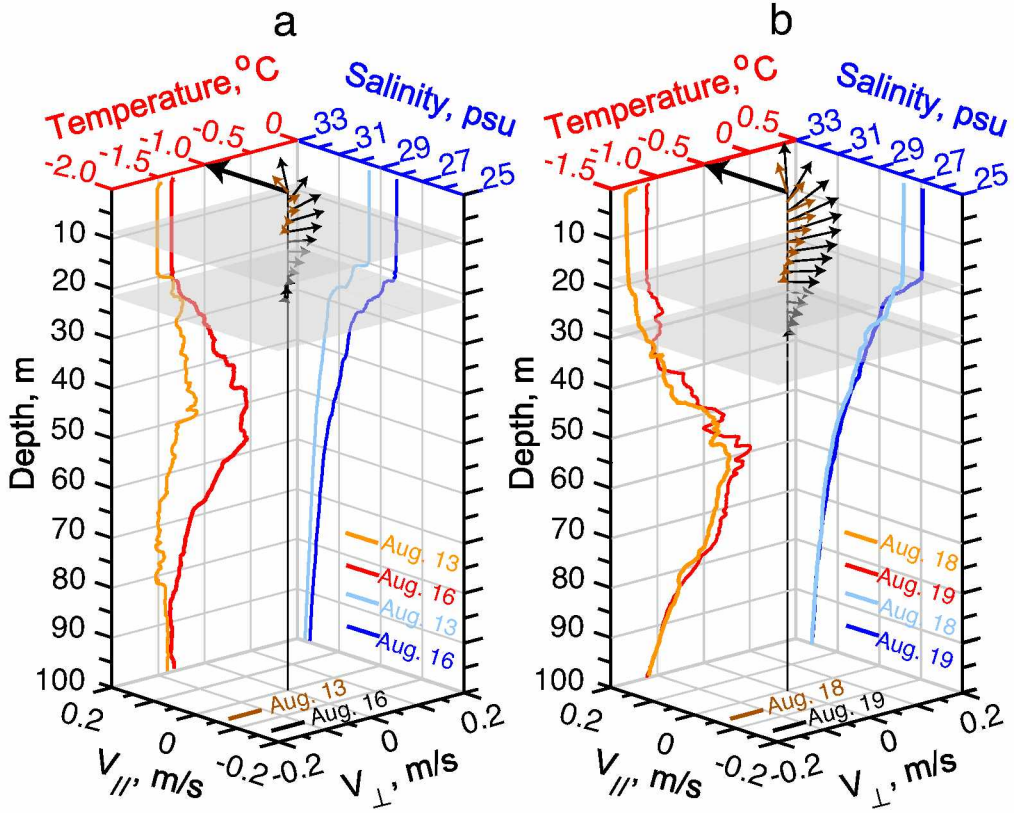 a
Temperature, °C
Salinity, psu
-2.0 -1.5 -1.0 -0.5 0
33 31 29 27 25
Depth, m
10
20
30
40
50
60
70
80
90
100
Aug. 13
Aug. 16
Aug. 13
Aug. 16
Aug. 13
Aug. 16
0.2 0 -0.2
-0.2 0 0.2
V//, m/s
V⊥, m/s
b
Temperature, °C
Salinity, psu
-1.5 -1.0 -0.5 0 0.5
33 31 29 27 25
Depth, m
10
20
30
40
50
60
70
80
90
100
Aug. 18
Aug. 19
Aug. 18
Aug. 19
Aug. 18
Aug. 19
0.2 0 -0.2
-0.2 0 0.2
V//, m/s
V⊥, m/s